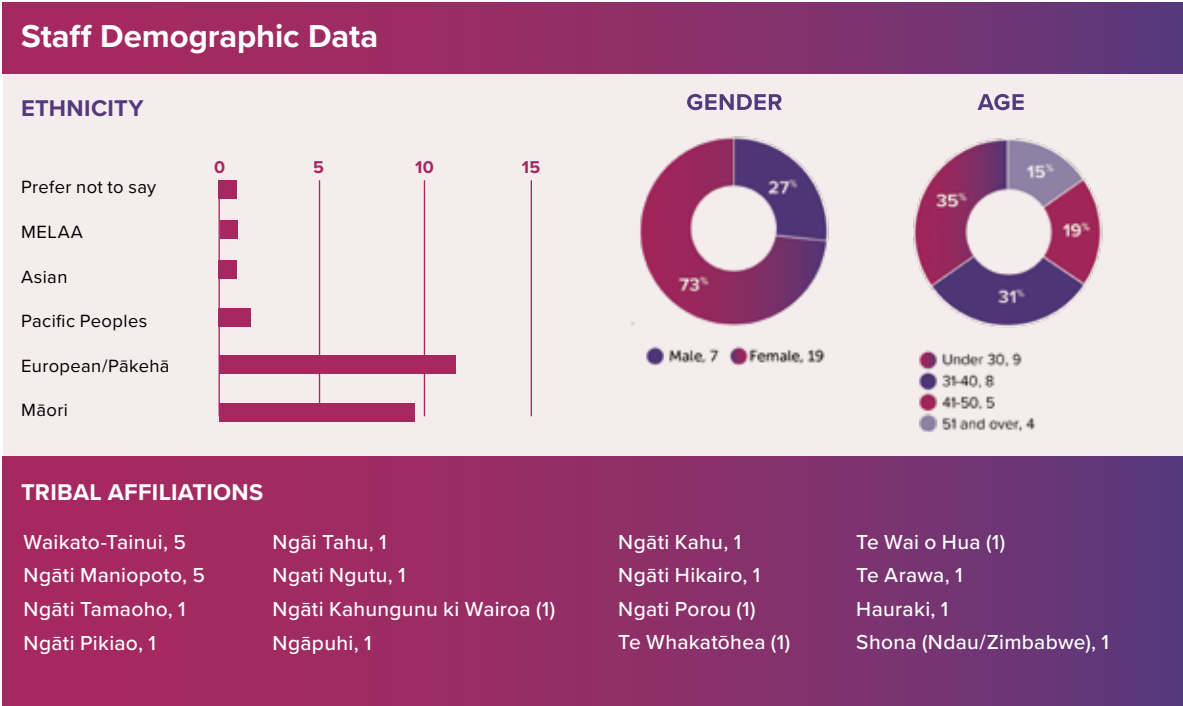 Staff Demographic Data
ETHNICITY
0 5 10 15
Prefer not to say
MELAA
Asian
Pacific Peoples
European/Pākehā
Māori
GENDER
27%
73%
Male, 7 Female, 19
AGE
15%
35%
19%
31%
Under 30, 9
31-40, 8
41-50, 5
51 and over, 4
TRIBAL AFFILIATIONS
Waikato-Tainui, 5
Ngāti Maniopoto, 5
Ngāti Tamaoho, 1
Ngāti Pikiao, 1
Ngāi Tahu, 1
Ngati Ngutu, 1
Ngāti Kahungunu ki Wairoa (1)
Ngāpuhi, 1
Ngāti Kahu, 1
Ngāti Hikairo, 1
Ngati Porou (1)
Te Whakatōhea (1)
Te Wai o Hua (1)
Te Arawa, 1
Hauraki, 1
Shona (Ndau/Zimbabwe), 1